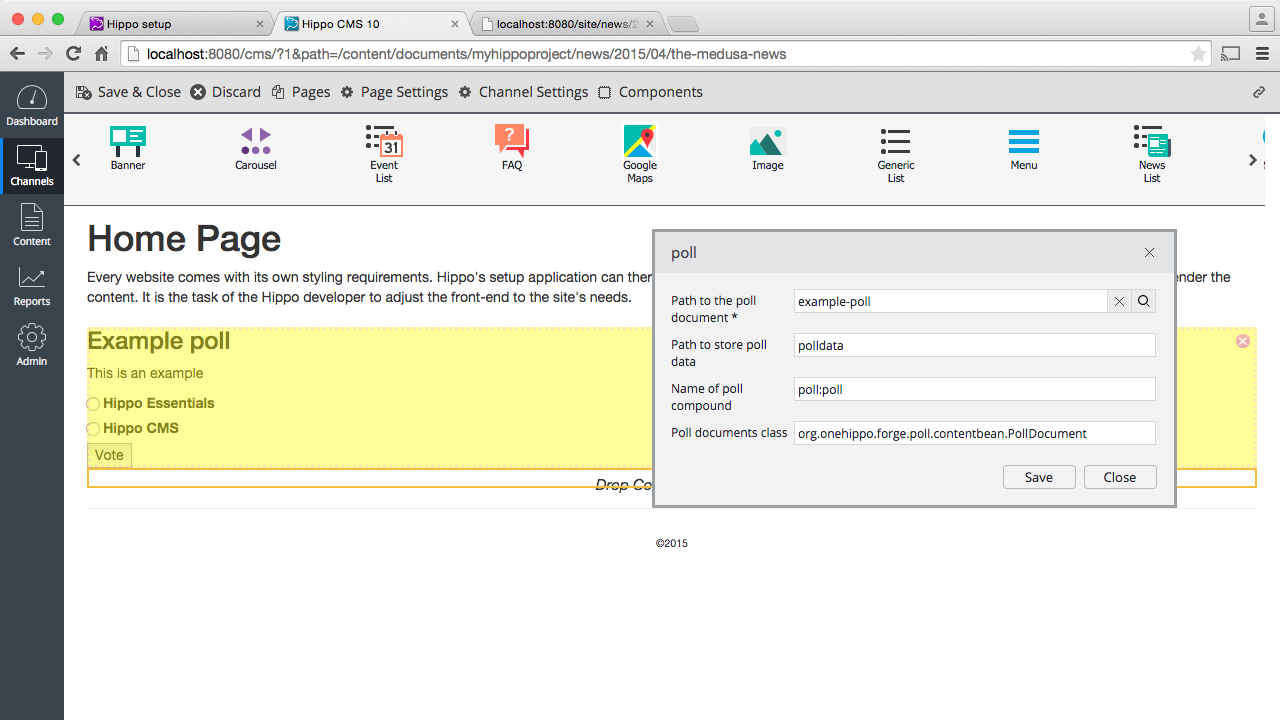 Hippo setup
Hippo CMS 10
localhost:8080/site/news/2
localhost:8080/cms/?1&path=/content/documents/myhippoproject/news/2015/04/the-medusa-news
Save & Close
Discard
Pages
Page Settings
Channel Settings
Components
Dashboard
Channels
Content
Reports
Admin
Banner
Carousel
Event
List
31
FAQ
?
Google
Maps
Image
Generic
List
Menu
News
List
Home Page
Every website comes with its own styling requirements. Hippo's setup application can ther
ender the
content. It is the task of the Hippo developer to adjust the front-end to the site's needs.
Example poll
This is an example
Hippo Essentials
Hippo CMS
Vote
Drop Co
©2015
poll
Path to the poll
document *
example-poll
Path to store poll
data
polldata
Name of poll
compound
poll:poll
Poll documents class
org.onehippo.forge.poll.contentbean.PollDocument
Save
Close